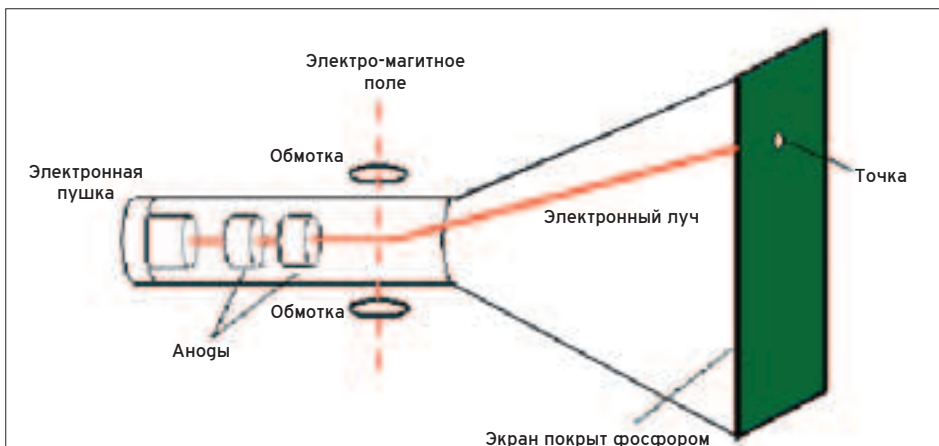 Электро-магитное
поле
Обмотка
Электронная
пушка
Точка
Электронный луч
Обмотка
Аноды
Экран покрыт фосфором